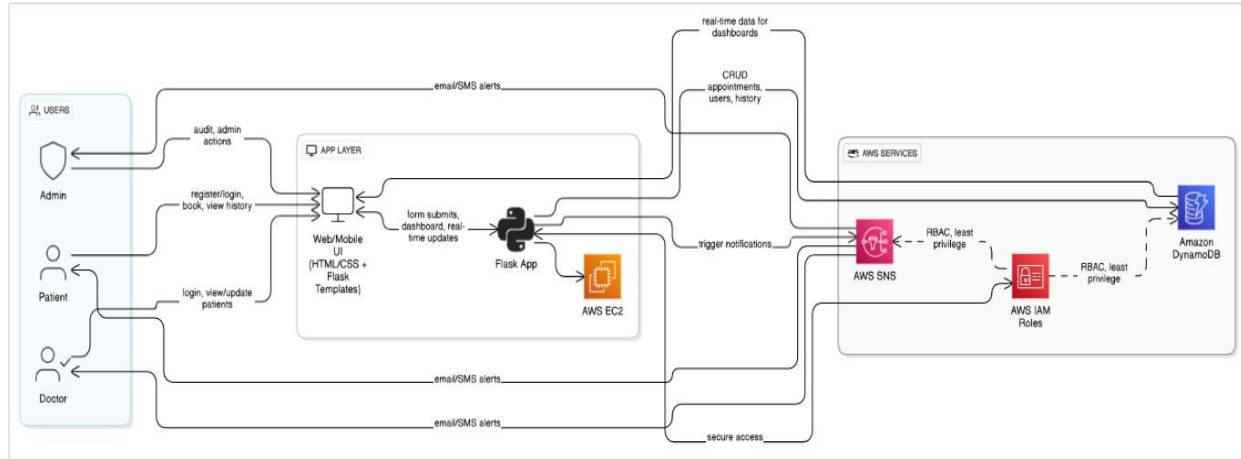 real-time data for
dashboards
CRUD
appointments,
users, history
email/SMS alerts
USERS
audit, admin
actions
Admin
register/login,
book, view history
Patient
login, view/update
patients
Doctor
APP LAYER
Web/Mobile
UI
(HTML/CSS +
Flask
Templates)
form submits,
dashboard, real-
time updates
Flask App
AWS EC2
trigger notifications
aws
AWS SERVICES
AWS SNS
RBAC, least
privilege
AWS IAM
Roles
RBAC, least
privilege
Amazon
DynamoDB
email/SMS alerts
email/SMS alerts
secure access